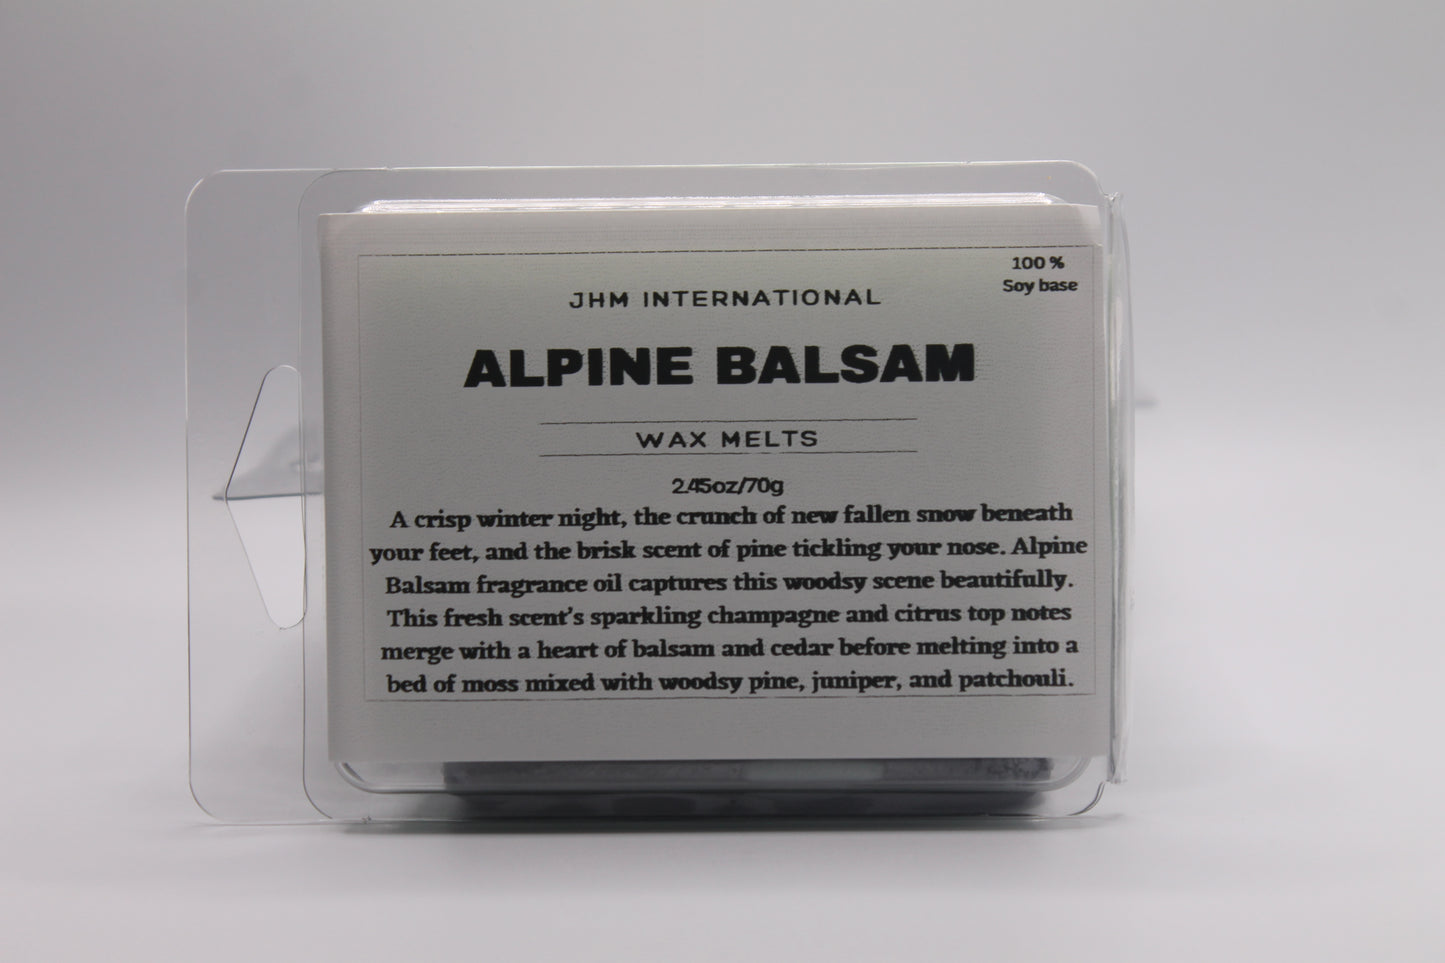 100 %
Soy base
JHM INTERNATIONAL
ALPINE BALSAM
WAX MELTS
2.45oz/70g
A crisp winter night, the crunch of new fallen snow beneath
your feet, and the brisk scent of pine tickling your nose. Alpine
Balsam fragrance oil captures this woodsy scene beautifully.
This fresh scent's sparkling champagne and citrus top notes
merge with a heart of balsam and cedar before melting into a
bed of moss mixed with woodsy pine, juniper, and patchouli.